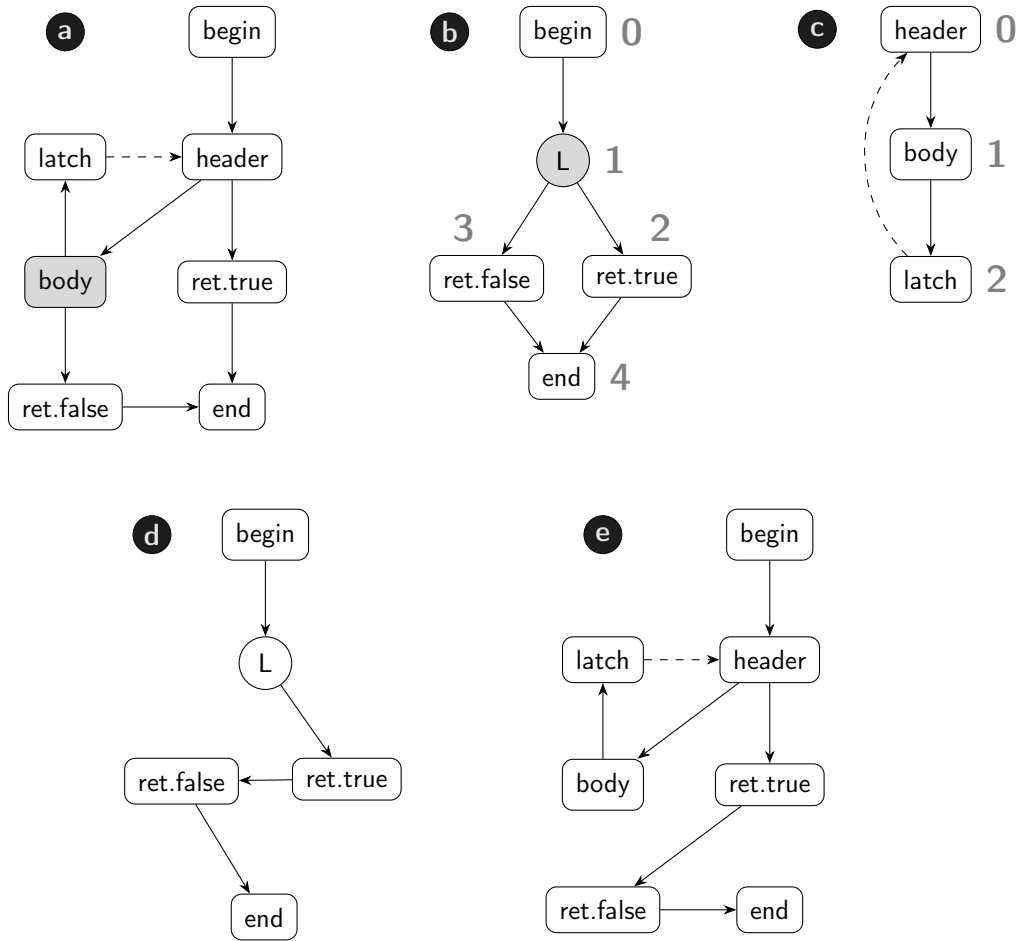 a
begin
latch
header
body
ret.true
ret.false
end
b
begin 0
L 1
3 2
ret.false
ret.true
end 4
c
header 0
body 1
latch 2
d
begin
L
ret.false
ret.true
end
e
begin
latch
header
body
ret.true
ret.false
end